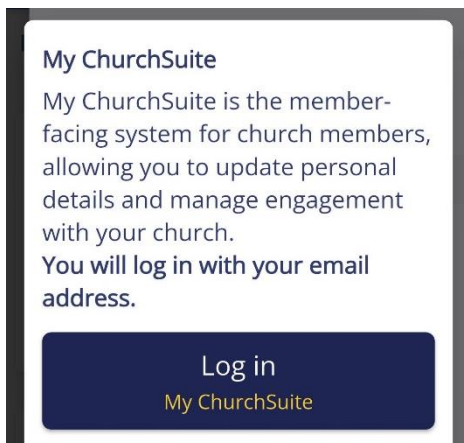 My ChurchSuite
My ChurchSuite is the member-
facing system for church members,
allowing you to update personal
details and manage engagement
with your church.
You will log in with your email
address.
Log in
My ChurchSuite